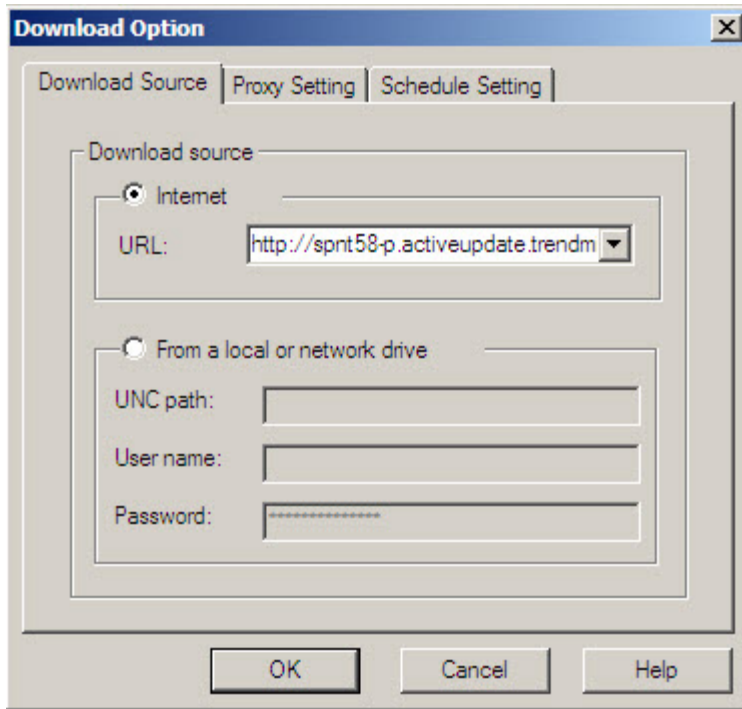 Download Option
Download Source Proxy Setting Schedule Setting
Download source
Internet
URL: http://spnt58-p.activeupdate.trendm
From a local or network drive
UNC path:
User name:
Password: **************
OK Cancel Help